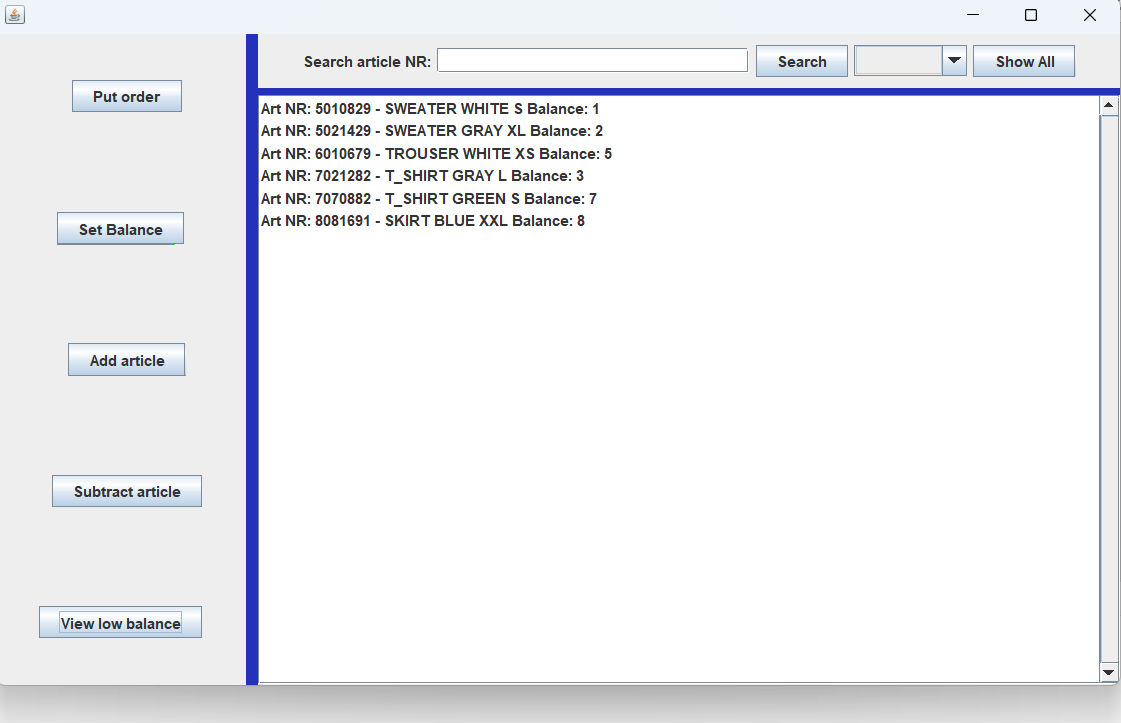 Search article NR:
Search
Show All
Put order
Set Balance
Add article
Subtract article
View low balance
Art NR: 5010829 - SWEATER WHITE S Balance: 1
Art NR: 5021429 - SWEATER GRAY XL Balance: 2
Art NR: 6010679 - TROUSER WHITE XS Balance: 5
Art NR: 7021282 - T_SHIRT GRAY L Balance: 3
Art NR: 7070882 - T_SHIRT GREEN S Balance: 7
Art NR: 8081691 - SKIRT BLUE XXL Balance: 8